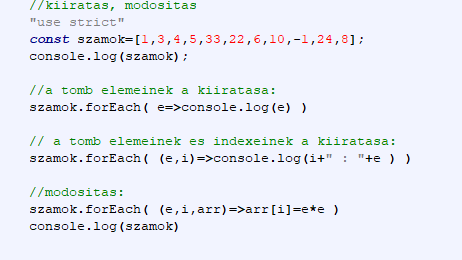 //kiiratas, modositas
"use strict"
const szamok=[1,3,4,5,33,22,6,10,-1,24,8];
console.log(szamok);
//a tomb elemeinek a kiiratasa:
szamok.forEach( e=>console.log(e) )
// a tomb elemeinek es indexeinek a kiiratasa:
szamok.forEach( (e,i)=>console.log(i+" : "+e ) )
//modositas:
szamok.forEach( (e,i,arr)=>arr[i]=e*e )
console.log(szamok)